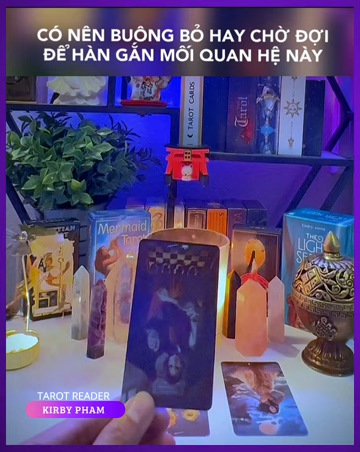 CÓ NÊN BUÔNG BỎ HAY CHỜ ĐỢI
ĐỂ HÀN GẮN MỐI QUAN HỆ NÀY
TAROT CARDS
Tarot
Mermaid
Tarot
THE
LIGHT
SEER'S
TAROT READER
KIRBY PHAM